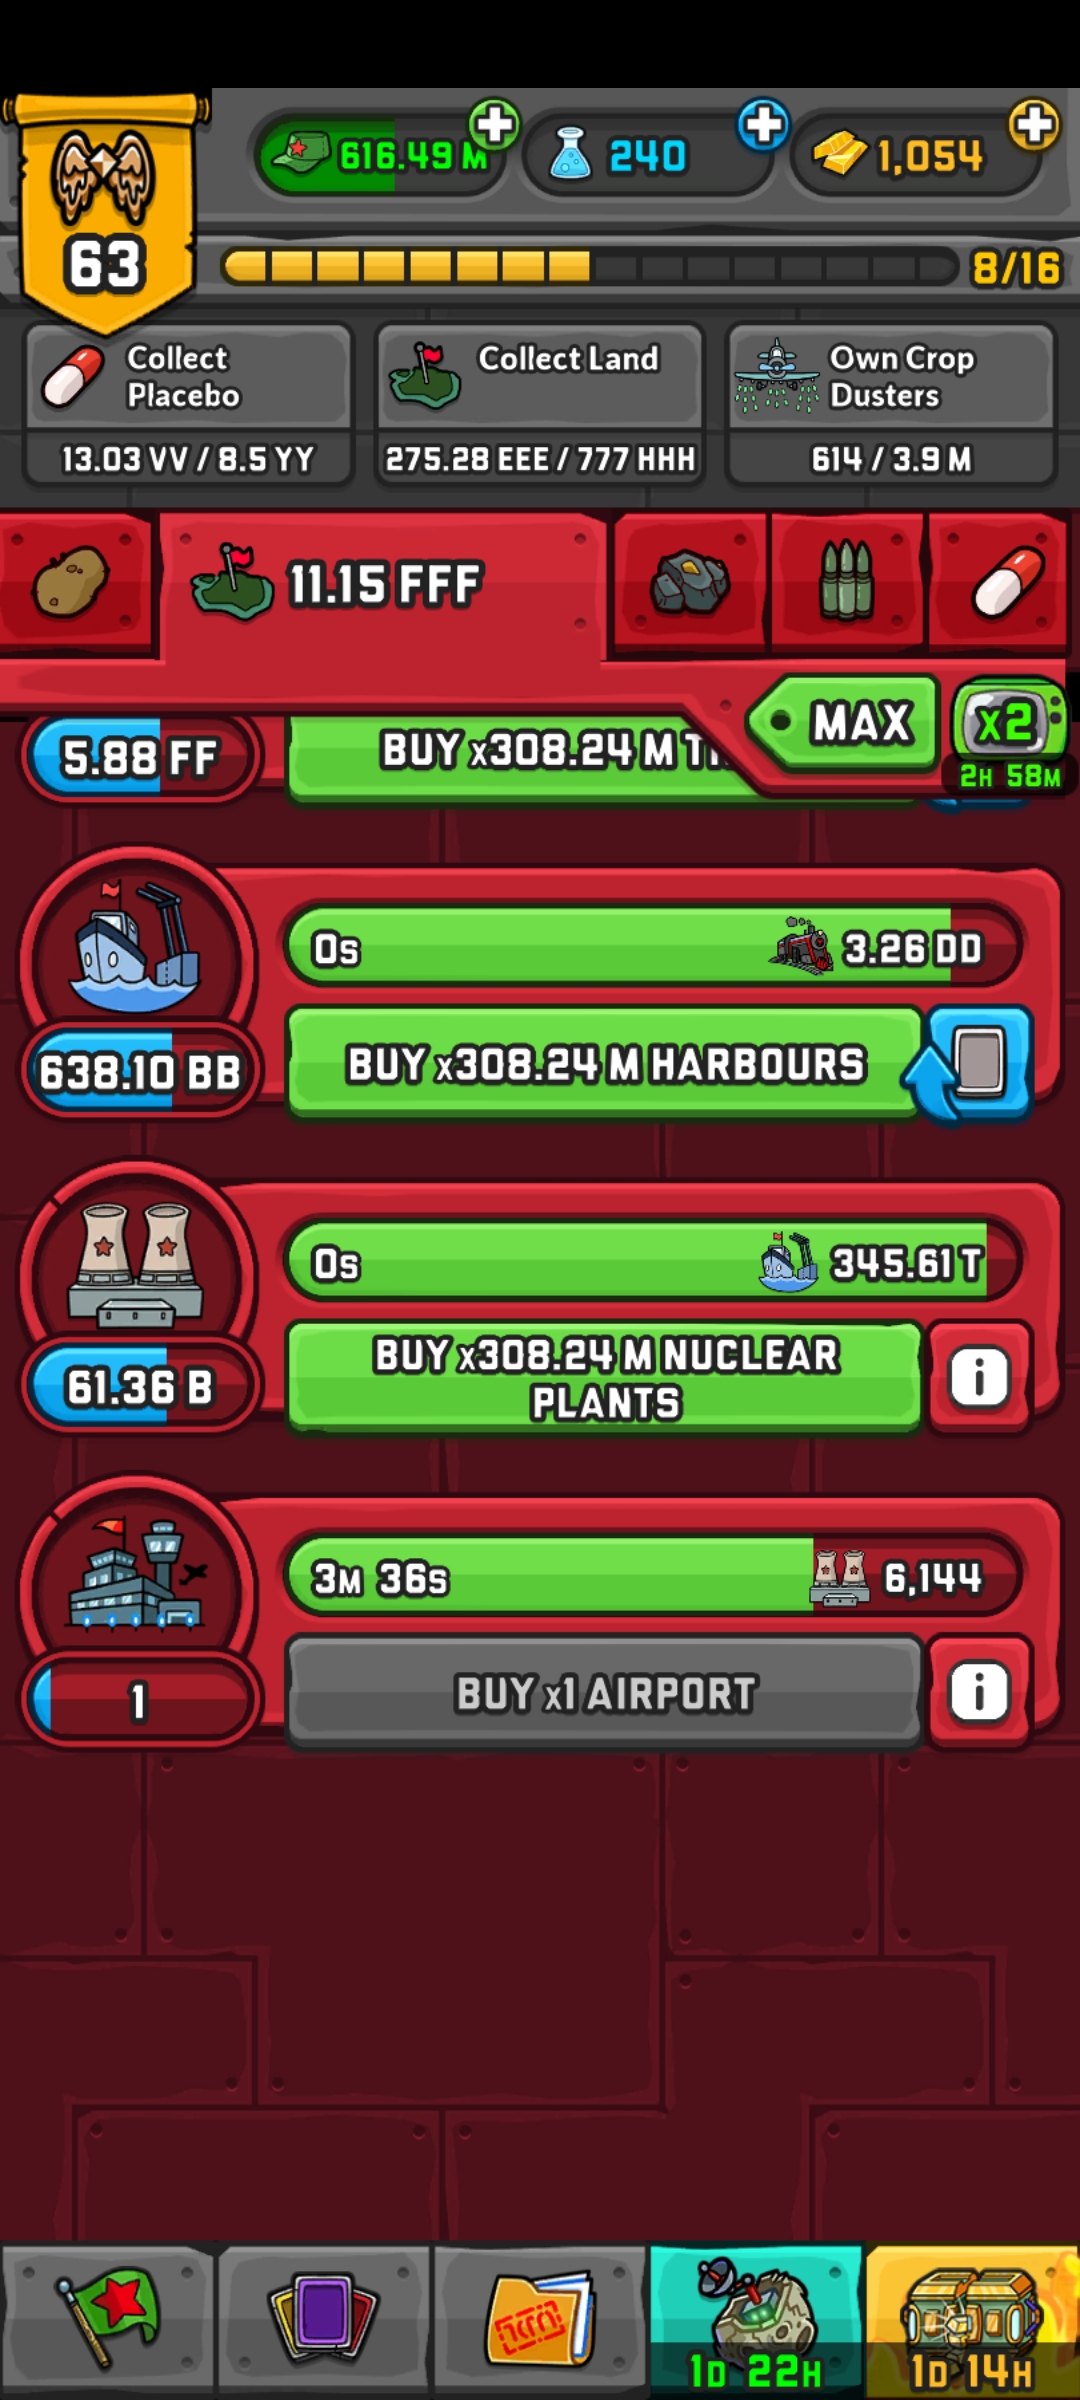 616.49 M
240
1,054
63
8/16
Collect
Placebo
13.03 VV / 8.5 YY
Collect Land
275.28 EEE / 777 HHH
Own Crop
Dusters
614 / 3.9 M
11.15 FFF
MAX
x2
2H 58M
5.88 FF
BUY x308.24 M
0s
3.26 DD
638.10 BB
BUY x308.24 M HARBOURS
0s
345.61 T
61.36 B
BUY x308.24 M NUCLEAR
PLANTS
i
3M 36s
6,144
1
BUY x1 AIRPORT
i
1D 22H
1D 14H